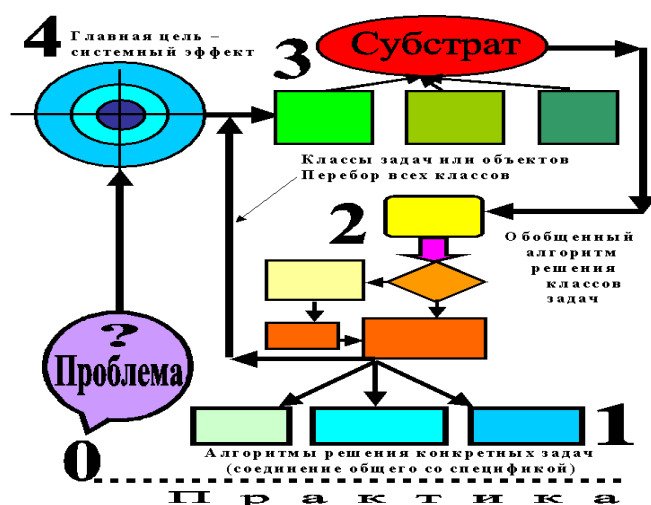 4
Главная цель –
системный эффект
3
Субстрат
Классы задач или объектов
Перебор всех классов
2
Обобщенный
алгоритм
решения
классов
задач
?
Проблема
0
1
Алгоритмы решения конкретных задач
(соединение общего со спецификой)
Практика